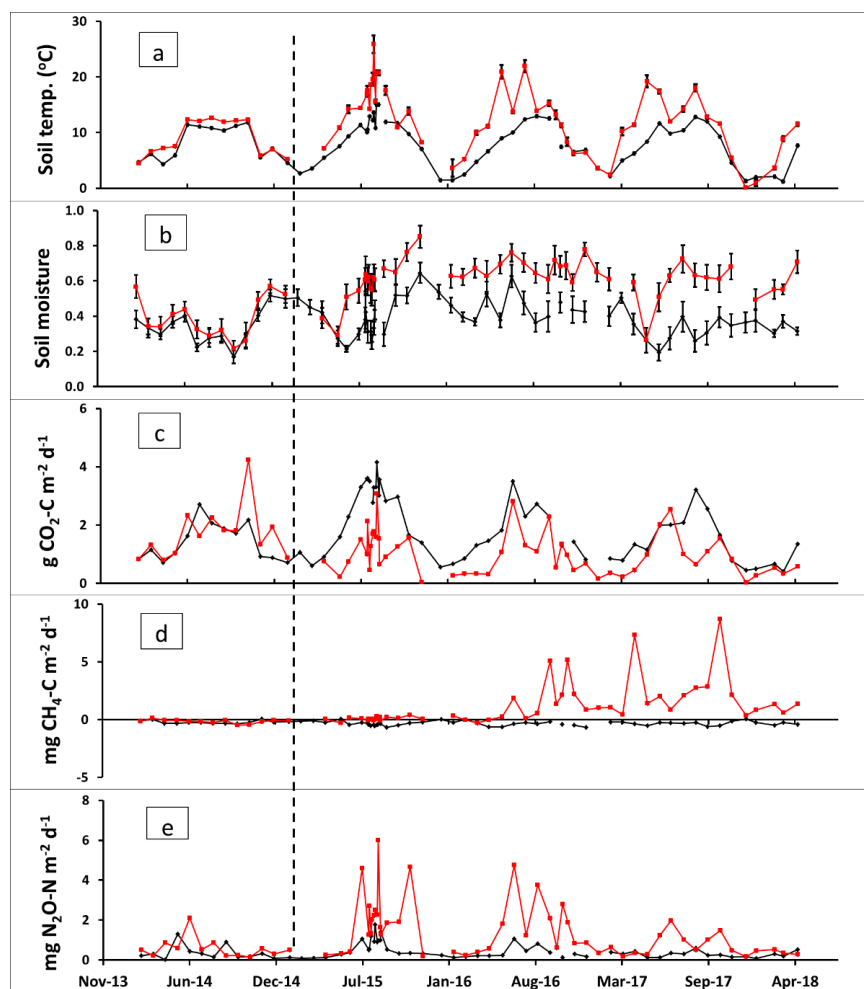 a
Soil temp. (°C)
30
20
10
0
b
Soil moisture
1.0
0.8
0.6
0.4
0.2
0.0
c
g CO₂-C m⁻² d⁻¹
6
4
2
0
d
mg CH₄-C m⁻² d⁻¹
10
5
0
-5
e
mg N₂O-N m⁻² d⁻¹
8
6
4
2
0
Nov-13 Jun-14 Dec-14 Jul-15 Jan-16 Aug-16 Mar-17 Sep-17 Apr-18